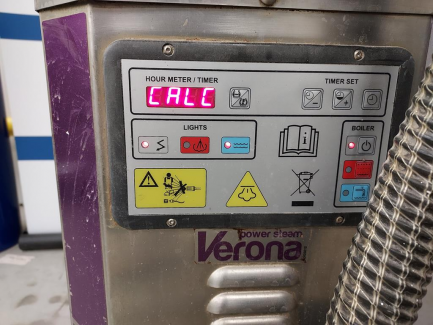 HOUR METER / TIMER
TIMER SET
CALC
LIGHTS
BOILER
power steam
Verona